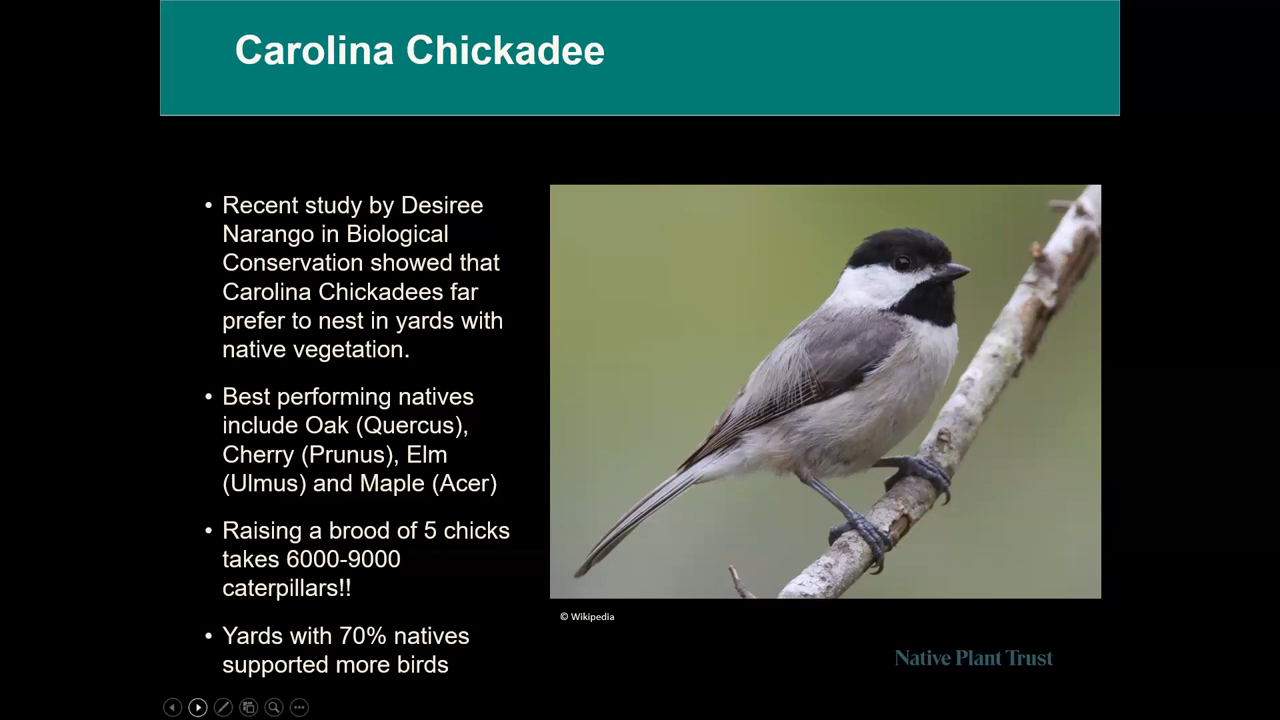 Carolina Chickadee
• Recent study by Desiree
Narango in Biological
Conservation showed that
Carolina Chickadees far
prefer to nest in yards with
native vegetation.
• Best performing natives
include Oak (Quercus),
Cherry (Prunus), Elm
(Ulmus) and Maple (Acer)
• Raising a brood of 5 chicks
takes 6000-9000
caterpillars!!
• Yards with 70% natives
supported more birds
© Wikipedia
Native Plant Trust